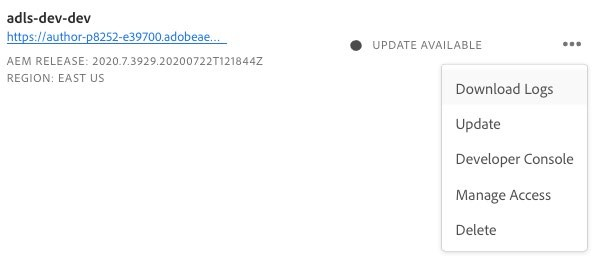 adls-dev-dev
https://author-p8252-e39700.adobeae...
UPDATE AVAILABLE
AEM RELEASE: 2020.7.3929.20200722T121844Z
REGION: EAST US
Download Logs
Update
Developer Console
Manage Access
Delete